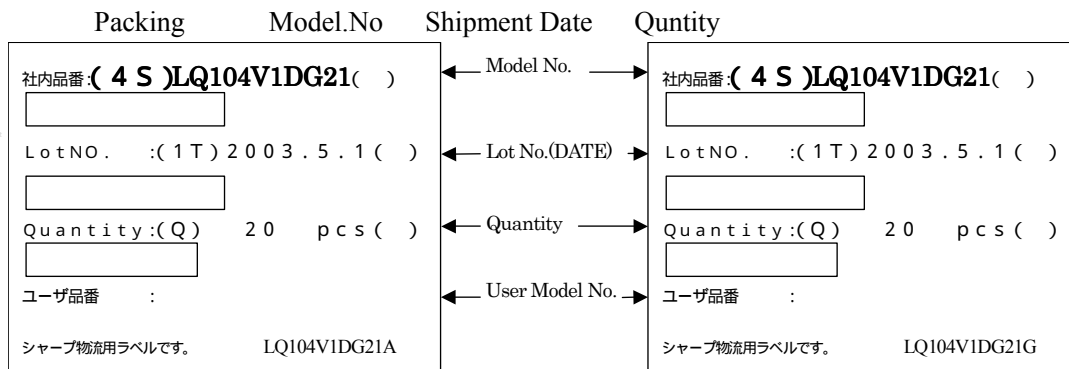 Packing Model.No Shipment Date Quntity
社内品番:(４Ｓ)LQ104V1DG21( ) Model No. 社内品番:(４Ｓ)LQ104V1DG21( )
LotNO. :(1T)2003.5.1( ) Lot No.(DATE) LotNO. :(1T)2003.5.1( )
Quantity:(Q) 20 pcs( ) Quantity Quantity:(Q) 20 pcs( )
ユーザ品番 : User Model No. ユーザ品番 :
シャープ物流用ラベルです。 LQ104V1DG21A シャープ物流用ラベルです。 LQ104V1DG21G